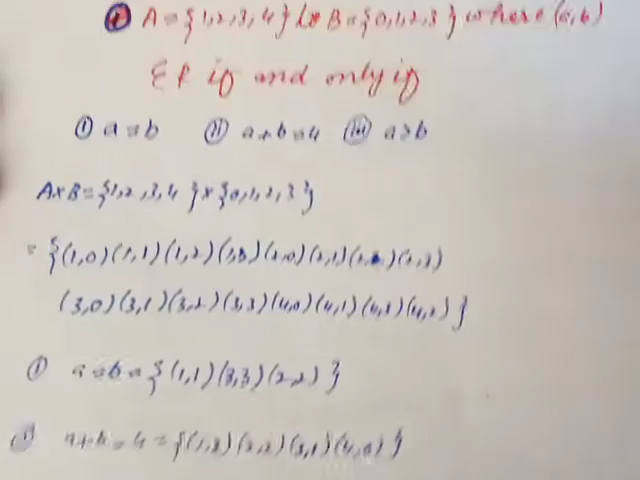 A = {1,2,3,4} B = {0,1,2,3} where (a,b)
ER if and only if
(i) a = b (ii) a + b = 4 (iii) a > b
A×B = {1,2,3,4} × {0,1,2,3}
= {(1,0)(1,1)(1,2)(1,3)(2,0)(2,1)(2,2)(2,3)
(3,0)(3,1)(3,2)(3,3)(4,0)(4,1)(4,2)}
(i) a = b = {(1,1)(3,3)(2,2)}
(ii) a+b = 4 = {(1,3)(2,2)(3,1)(4,0)}